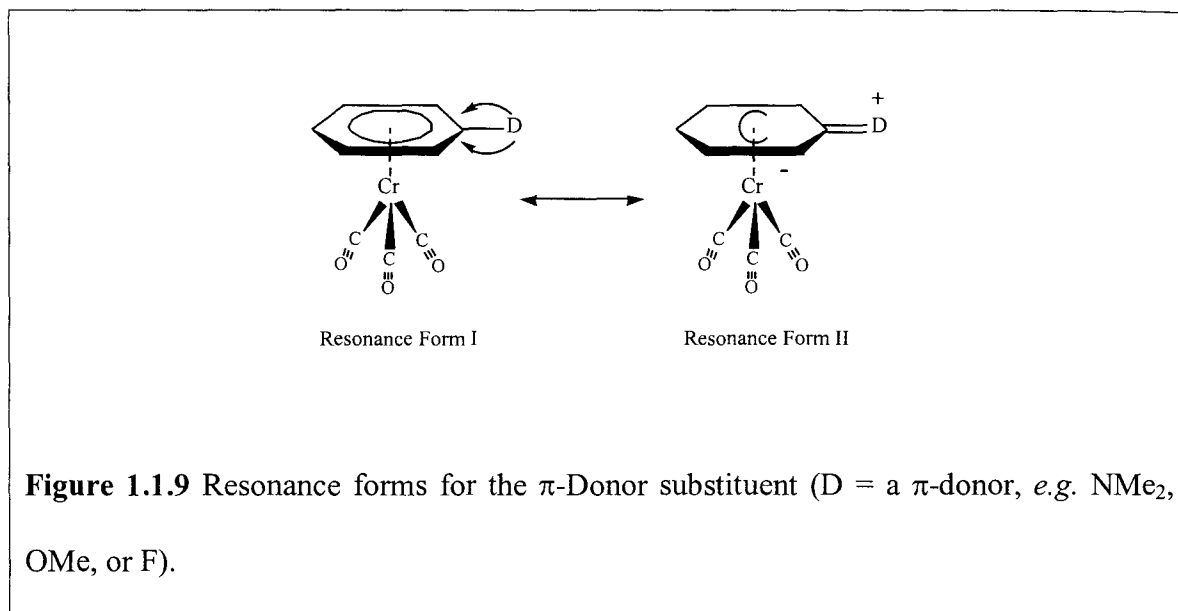 +
D D
-
Cr Cr
C C C C C C
O O O O O O
Resonance Form I Resonance Form II
Figure 1.1.9 Resonance forms for the π-Donor substituent (D = a π-donor, e.g. NMe₂,
OMe, or F).